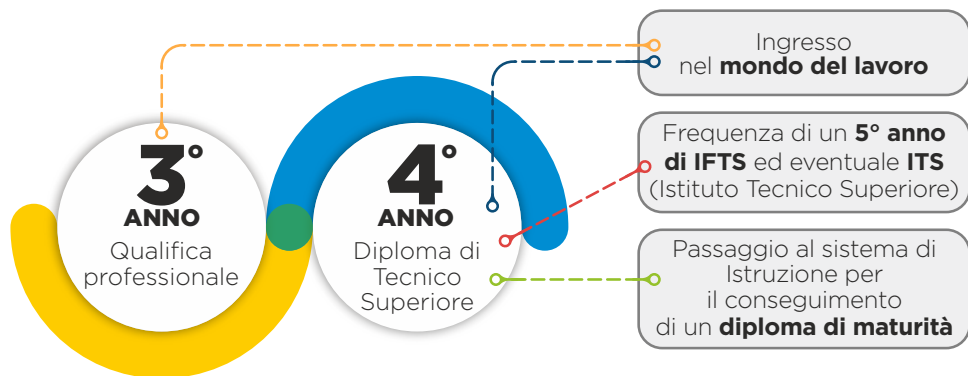 3°
ANNO
Qualifica
professionale
4°
ANNO
Diploma di
Tecnico
Superiore
Ingresso
nel mondo del lavoro
Frequenza di un 5° anno
di IFTS ed eventuale ITS
(Istituto Tecnico Superiore)
Passaggio al sistema di
Istruzione per
il conseguimento
di un diploma di maturità